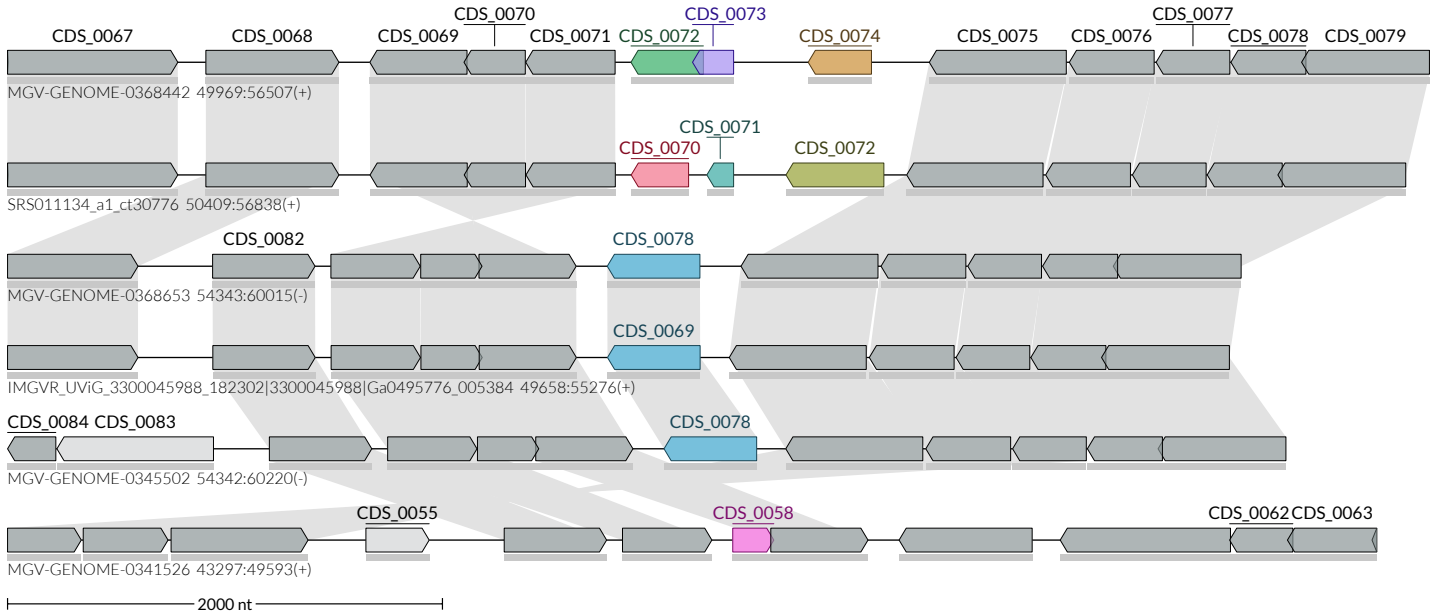 CDS_0070 CDS_0073 CDS_0077
CDS_0067 CDS_0068 CDS_0069 CDS_0071 CDS_0072 CDS_0074 CDS_0075 CDS_0076 CDS_0078 CDS_0079
MGV-GENOME-0368442 49969:56507(+)
CDS_0071
CDS_0070 CDS_0072
SRS011134_a1_ct30776 50409:56838(+)
CDS_0082 CDS_0078
MGV-GENOME-0368653 54343:60015(-)
CDS_0069
IMGVR_UViG_3300045988_182302|3300045988|Ga0495776_005384 49658:55276(+)
CDS_0084 CDS_0083 CDS_0078
MGV-GENOME-0345502 54342:60220(-)
CDS_0055 CDS_0058 CDS_0062 CDS_0063
MGV-GENOME-0341526 43297:49593(+)
2000 nt